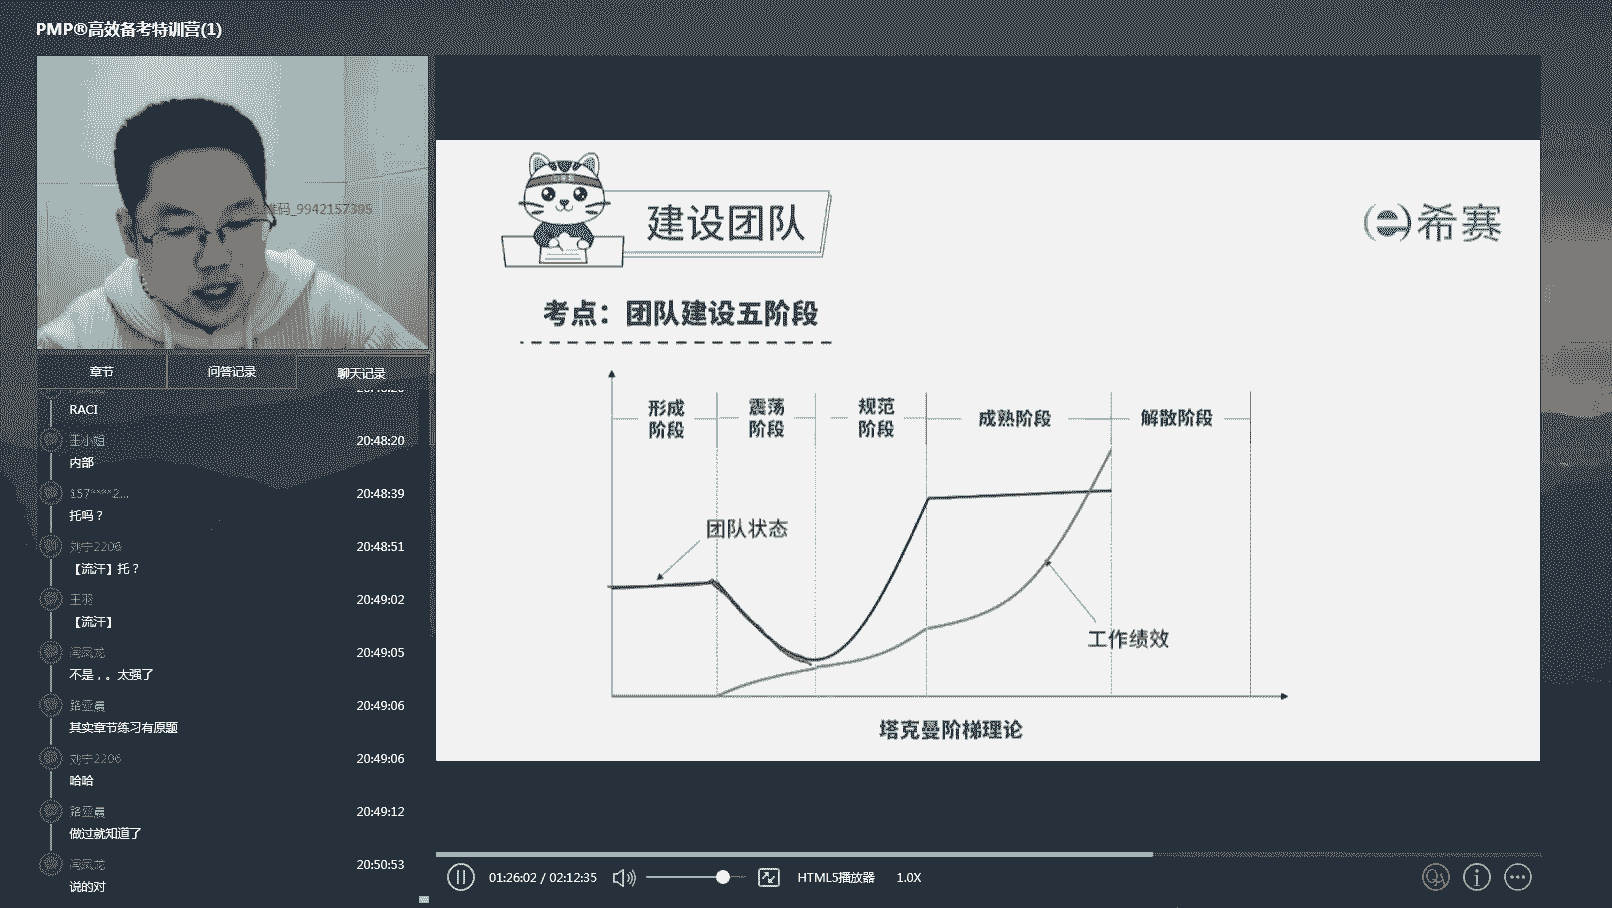 PMP®高效备考特训营(1)
码_9942157395
建设团队
希赛
考点：团队建设五阶段
形成
阶段
震荡
阶段
规范
阶段
成熟阶段
解散阶段
团队状态
工作绩效
塔克曼阶梯理论
章节
问答记录
聊天记录
RACI
王小姐 20:48:20
内部
157****2... 20:48:39
托吗？
刘宁2206 20:48:51
【流汗】托？
王羽 20:49:02
【流汗】
冯凤龙 20:49:05
不是，。太强了
20:49:06
其实章节练习有原题
刘宁2206 20:49:06
哈哈
20:49:12
做过就知道了
冯凤龙 20:50:53
说的对
01:26:02 / 02:12:35
HTML5播放器
1.0X